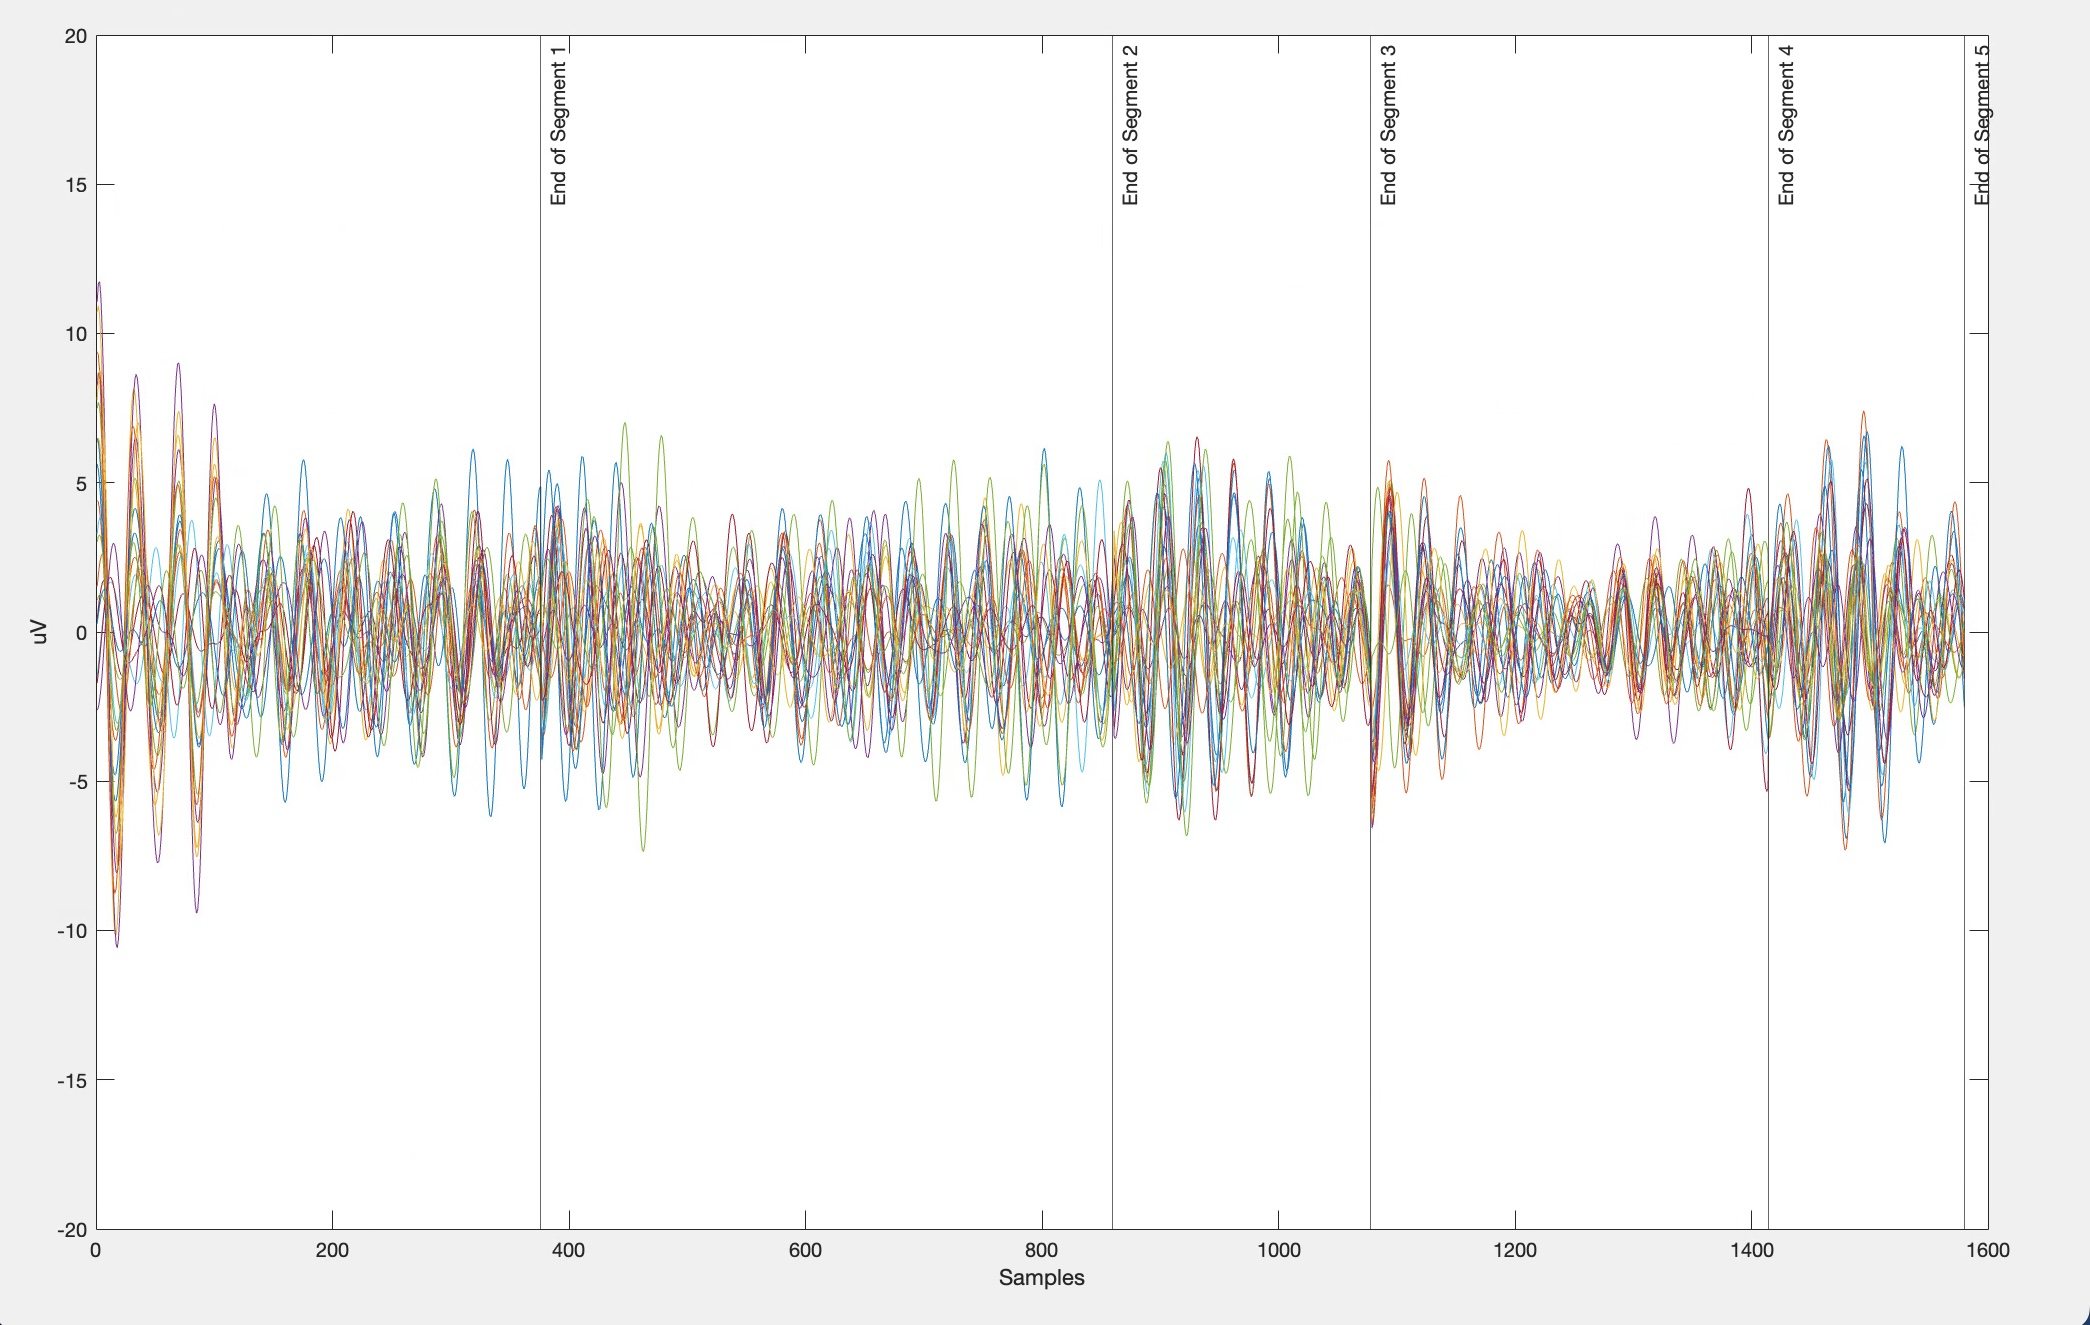 20
15
10
5
0
-5
-10
-15
-20
uV
End of Segment 1
End of Segment 2
End of Segment 3
End of Segment 4
End of Segment 5
0 200 400 600 800 1000 1200 1400 1600
Samples